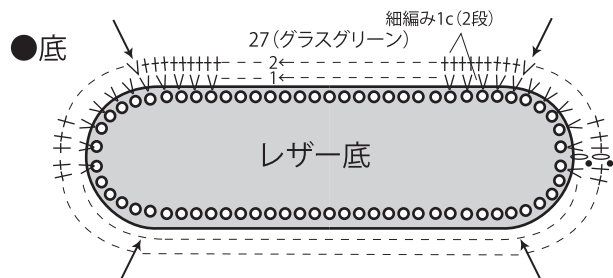 ●底
細編み1c(2段)
27(グラスグリーン)
2←
1←
レザー底